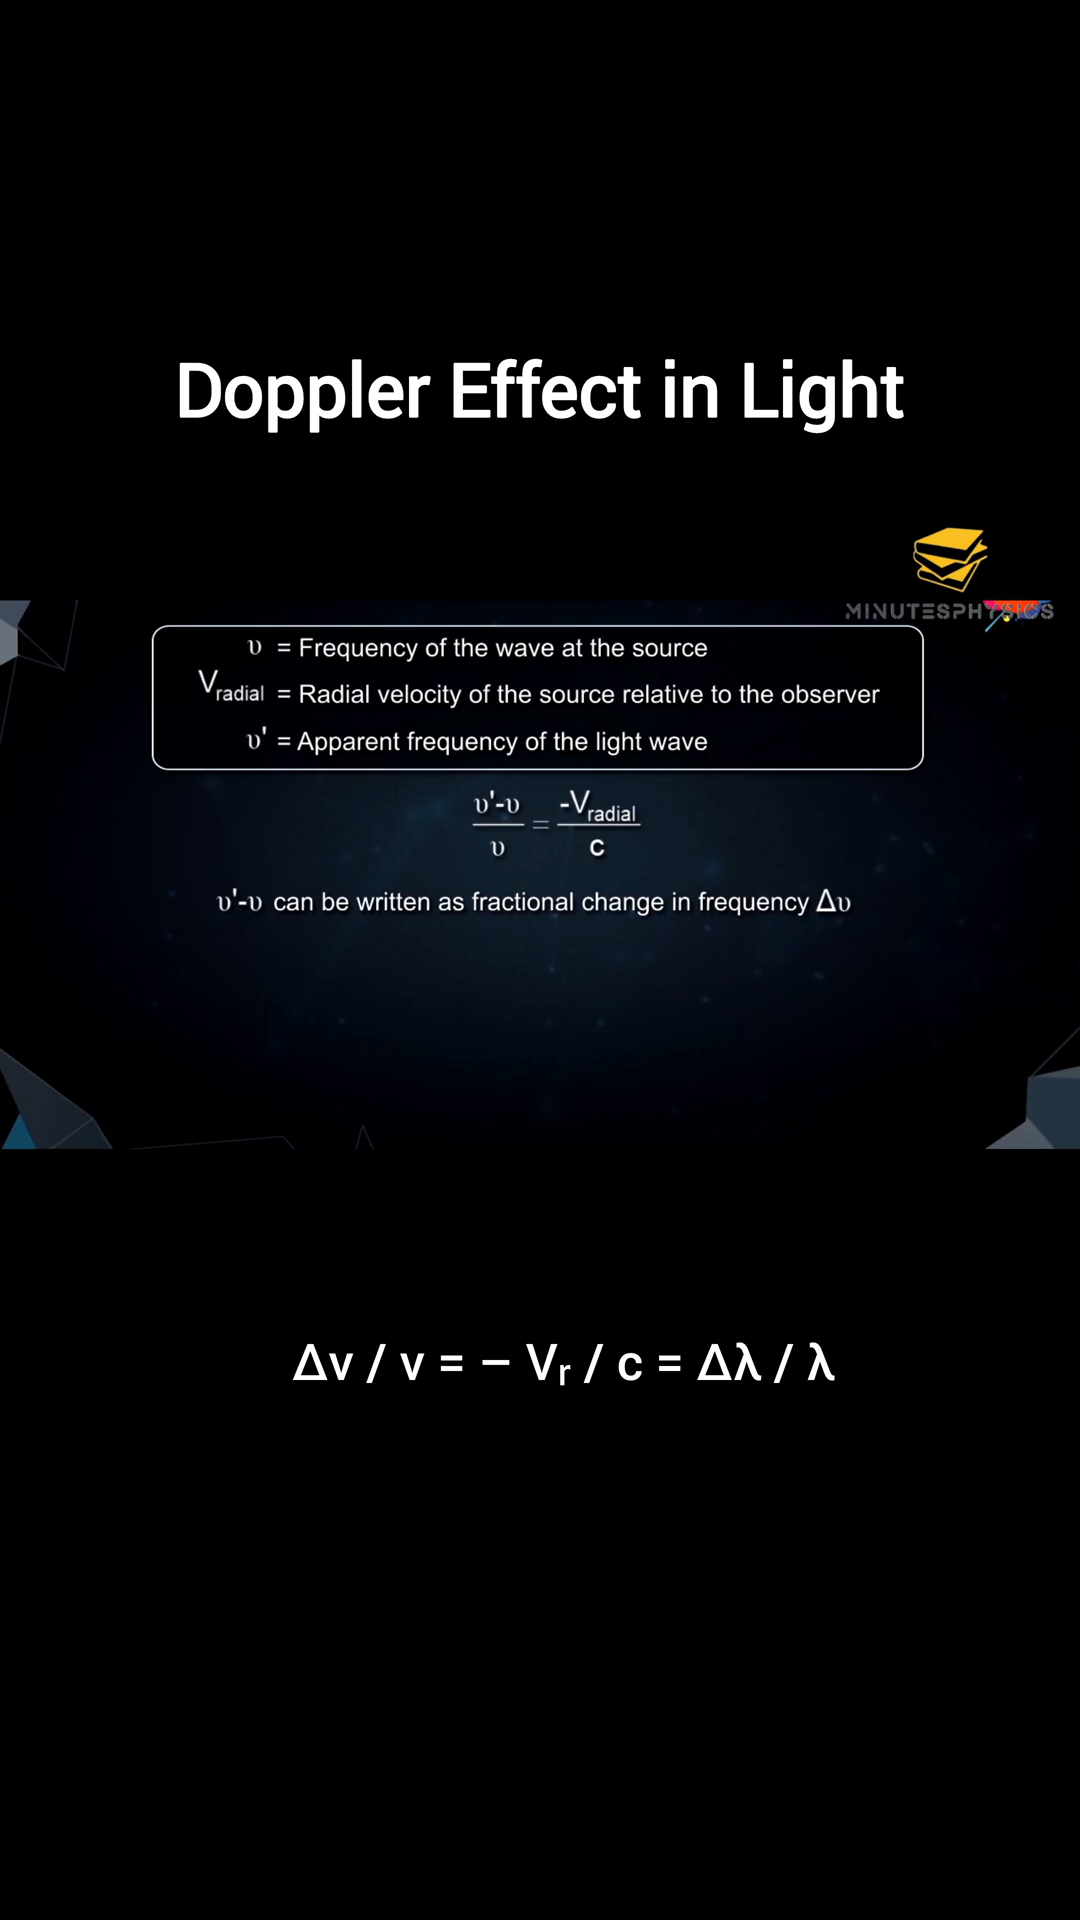 Doppler Effect in Light
MINUTESPHYSICS
υ = Frequency of the wave at the source
Vradial = Radial velocity of the source relative to the observer
υ' = Apparent frequency of the light wave
υ'-υ / υ = -Vradial / c
υ'-υ can be written as fractional change in frequency Δυ
Δv / v = – Vᵣ / c = Δλ / λ